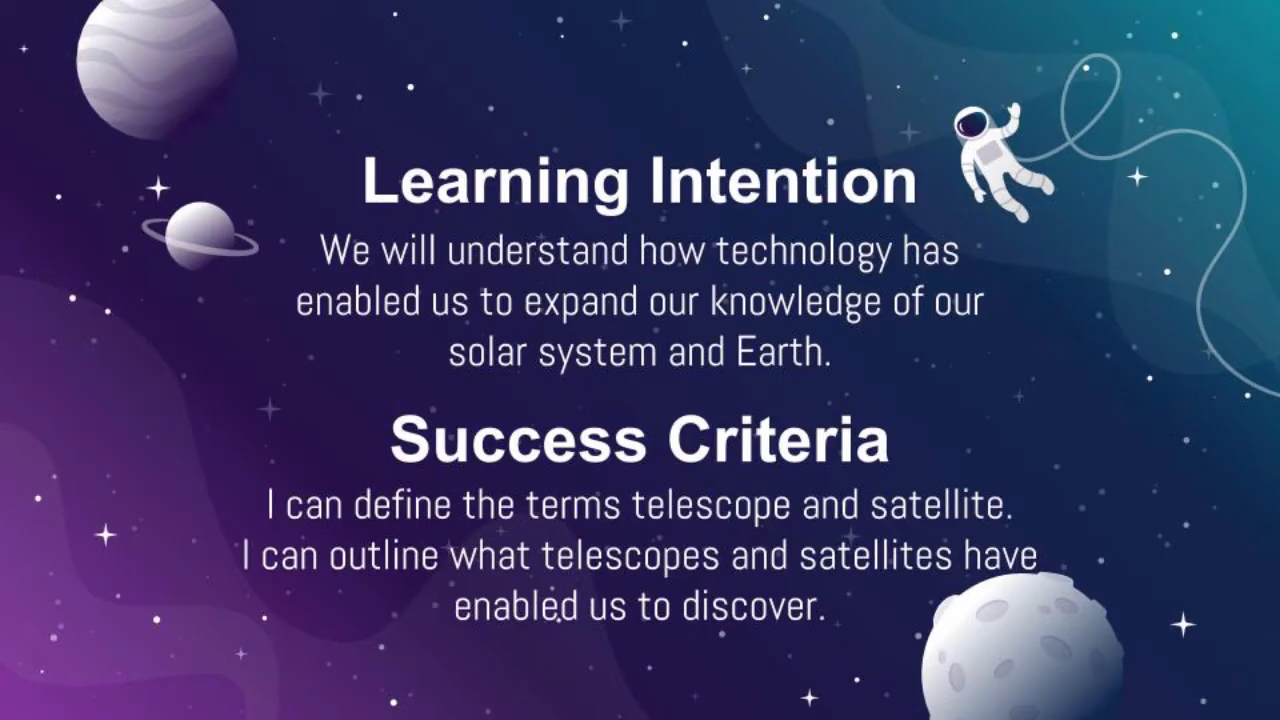 Learning Intention
We will understand how technology has
enabled us to expand our knowledge of our
solar system and Earth.
Success Criteria
I can define the terms telescope and satellite.
I can outline what telescopes and satellites have
enabled us to discover.